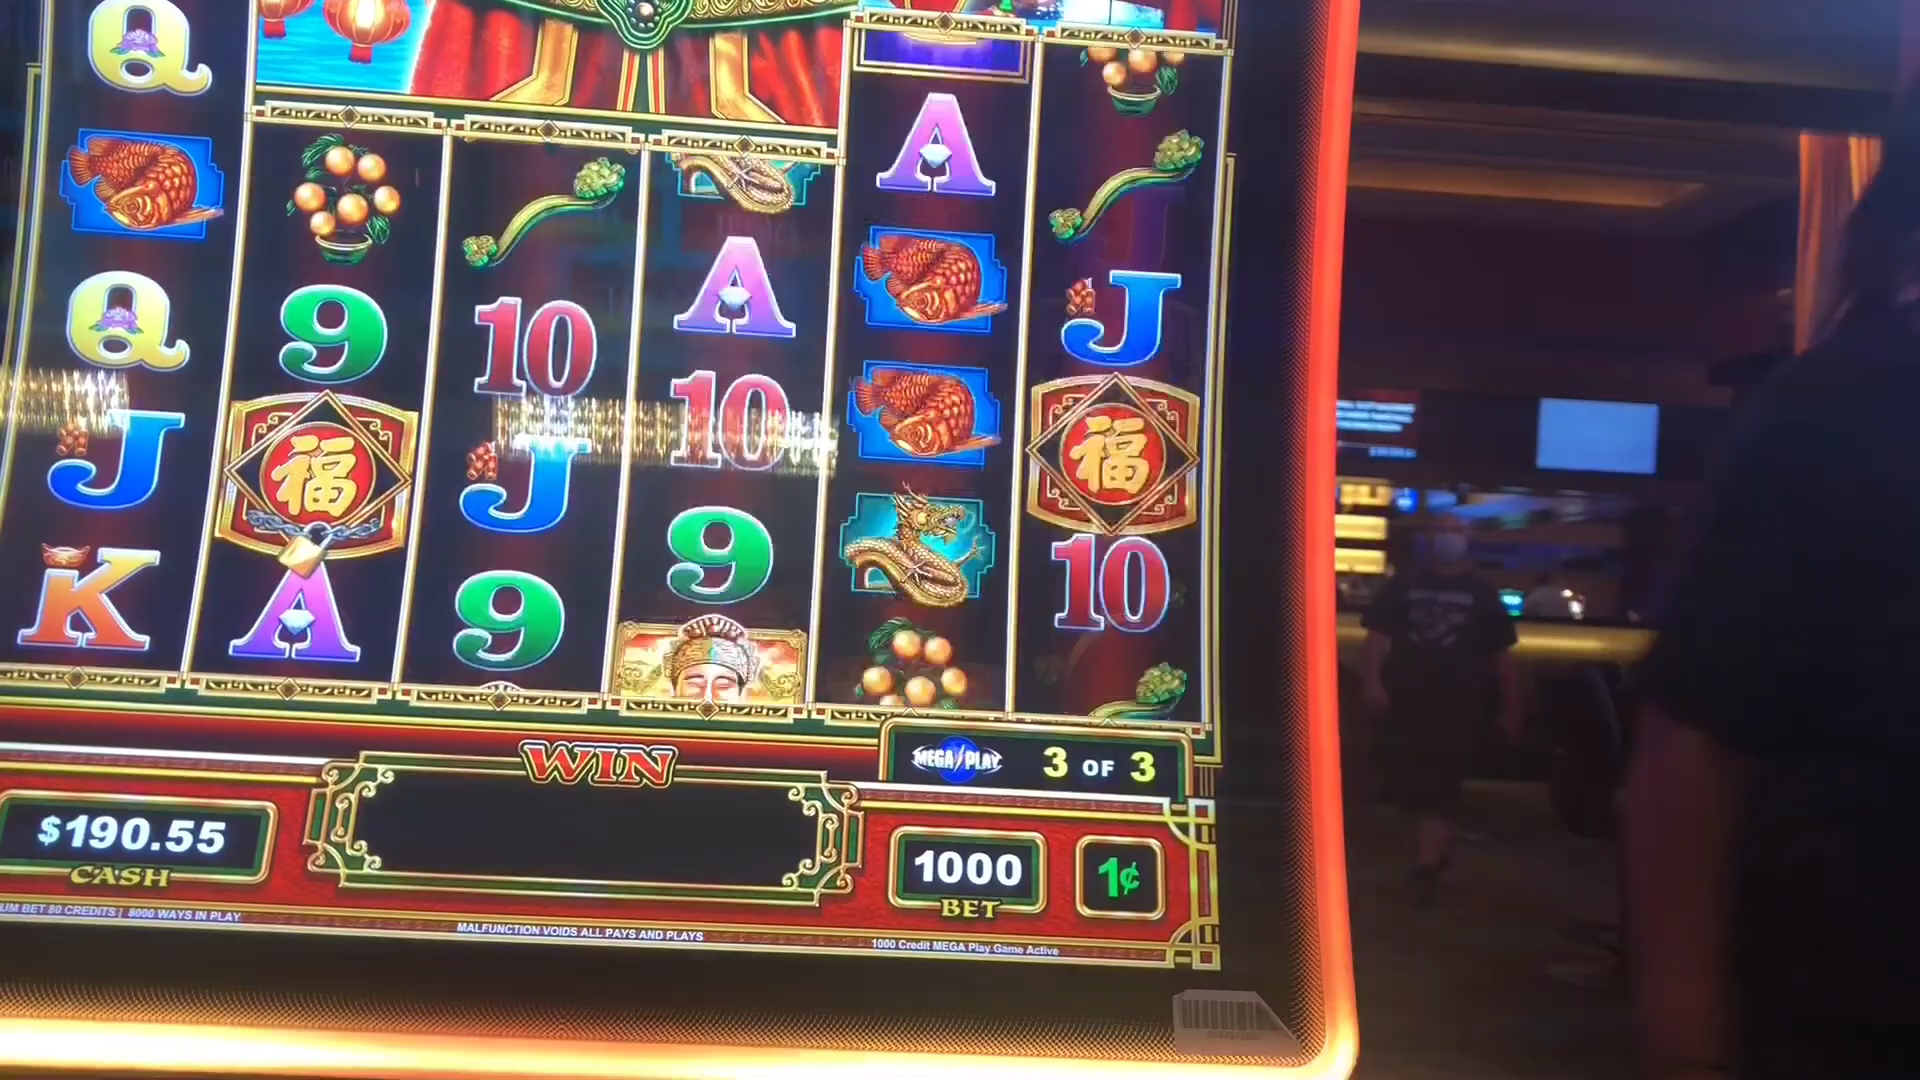 Q
A
Q
9
10
A
J
J
福
J
10
福
K
A
9
9
10
WIN
MEGA PLAY 3 OF 3
$190.55
CASH
1000
BET
1¢
UM BET 80 CREDITS | 8000 WAYS IN PLAY
MALFUNCTION VOIDS ALL PAYS AND PLAYS
1000 Credit MEGA Play Game Active